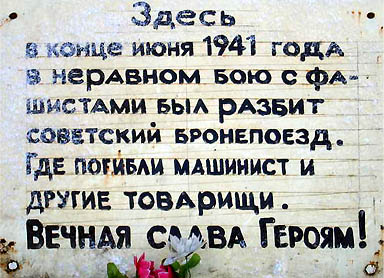 Здесь
в конце июня 1941 года
в неравном бою с фа-
шистами был разбит
советский бронепоезд.
Где погибли машинист и
другие товарищи.
Вечная слава Героям!